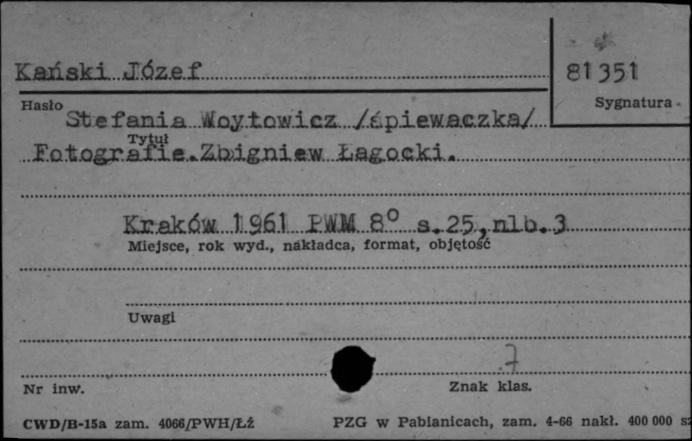 Kański Józef
81351
Hasło
Sygnatura
Stefania Woytowicz /śpiewaczka/
Tytuł
Fotografie.Zbigniew Łagocki.
Kraków 1961 PWM 8° s.25,nlb.3
Miejsce, rok wyd., nakładca, format, objętość
Uwagi
7
Nr inw.
Znak klas.
CWD/B-15a zam. 4066/PWH/Łź
PZG w Pabianicach, zam. 4-66 nakł. 400 000